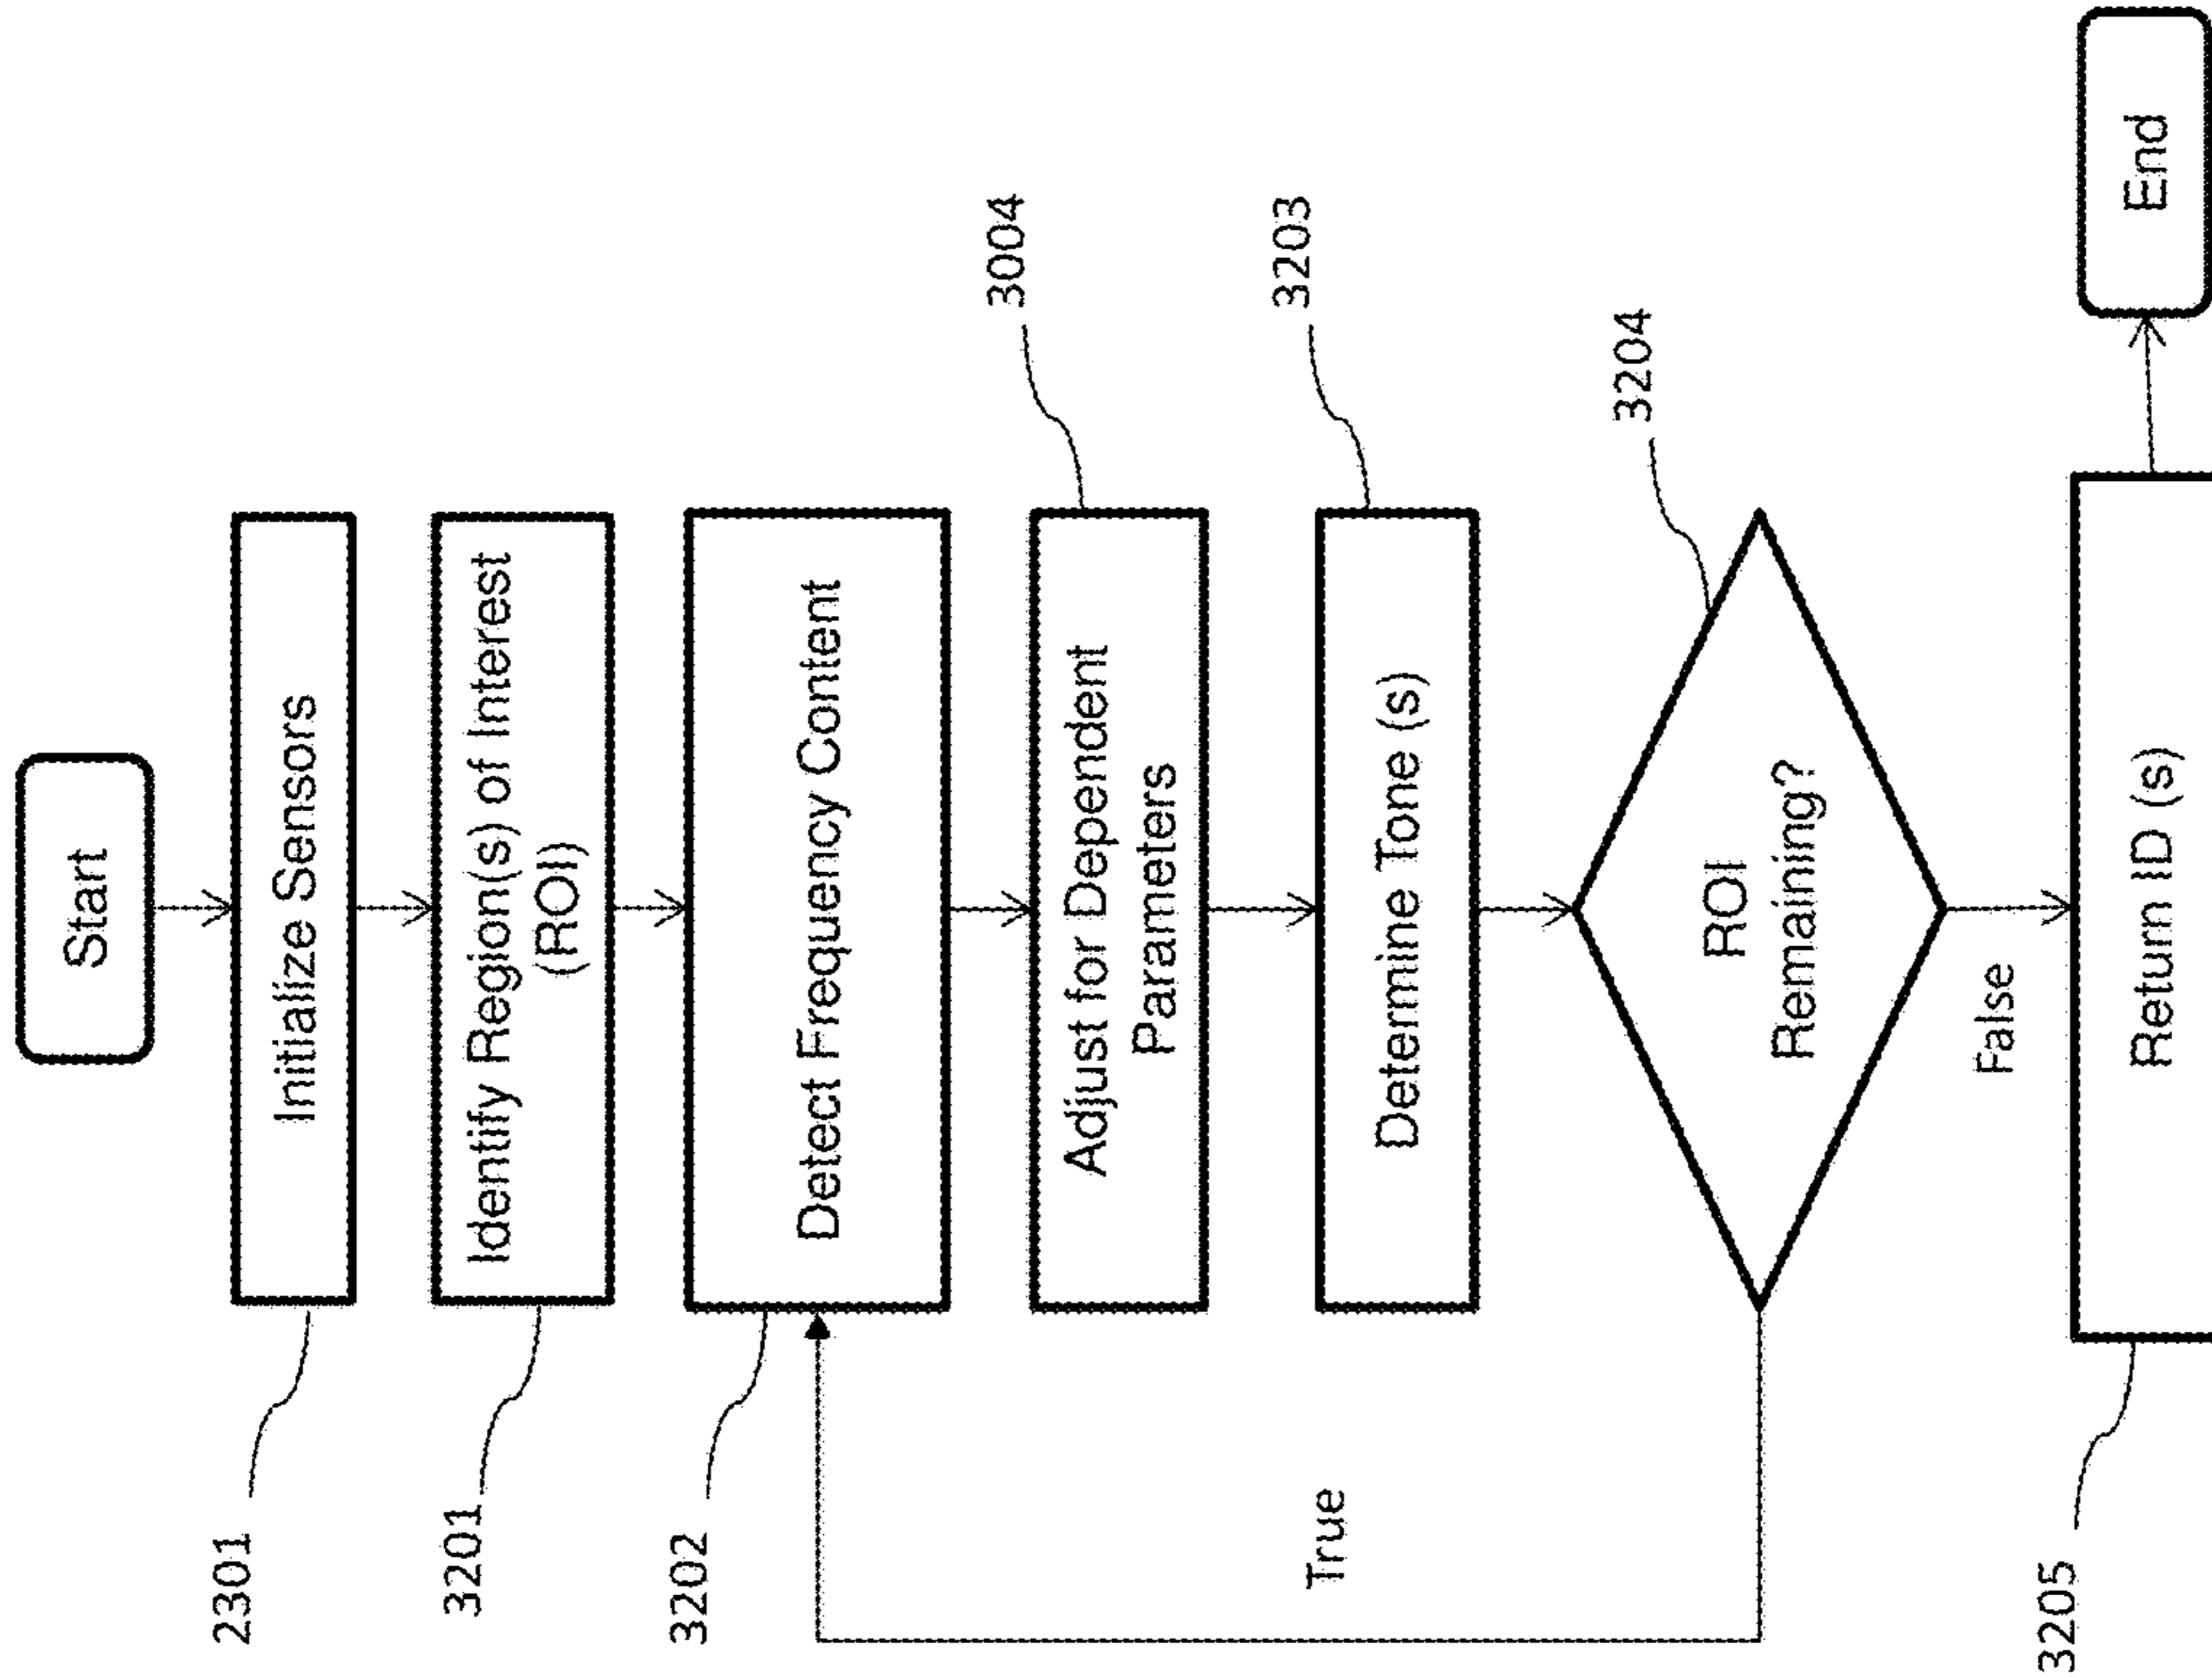 Start
2301
Initialize Sensors
3201
Identify Region(s) of Interest
(ROI)
3202
Detect Frequency Content
3004
Adjust for Dependent
Parameters
3203
Determine Tone (s)
3204
ROI
Remaining?
True
False
3205
Return ID (s)
End